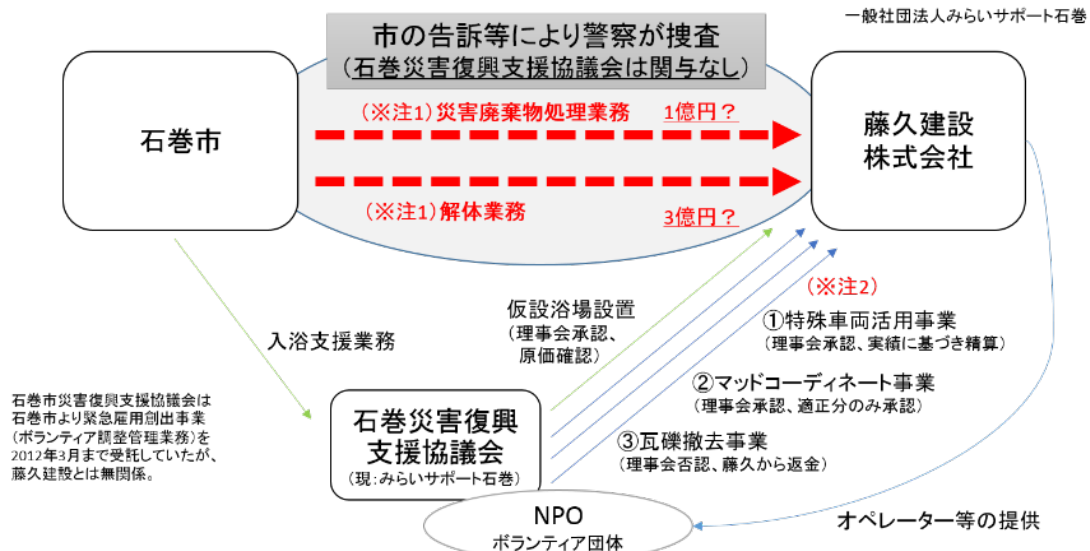 一般社団法人みらいサポート石巻
市の告訴等により警察が捜査
(石巻災害復興支援協議会は関与なし)
石巻市
(※注1)災害廃棄物処理業務 1億円?
(※注1)解体業務 3億円?
藤久建設
株式会社
(※注2)
仮設浴場設置
(理事会承認、
原価確認)
①特殊車両活用事業
(理事会承認、実績に基づき精算)
入浴支援業務
②マッドコーディネート事業
(理事会承認、適正分のみ承認)
③瓦礫撤去事業
(理事会否認、藤久から返金)
石巻市災害復興支援協議会は
石巻市より緊急雇用創出事業
(ボランティア調整管理業務)を
2012年3月まで受託していたが、
藤久建設とは無関係。
石巻災害復興
支援協議会
(現:みらいサポート石巻)
NPO
ボランティア団体
オペレーター等の提供